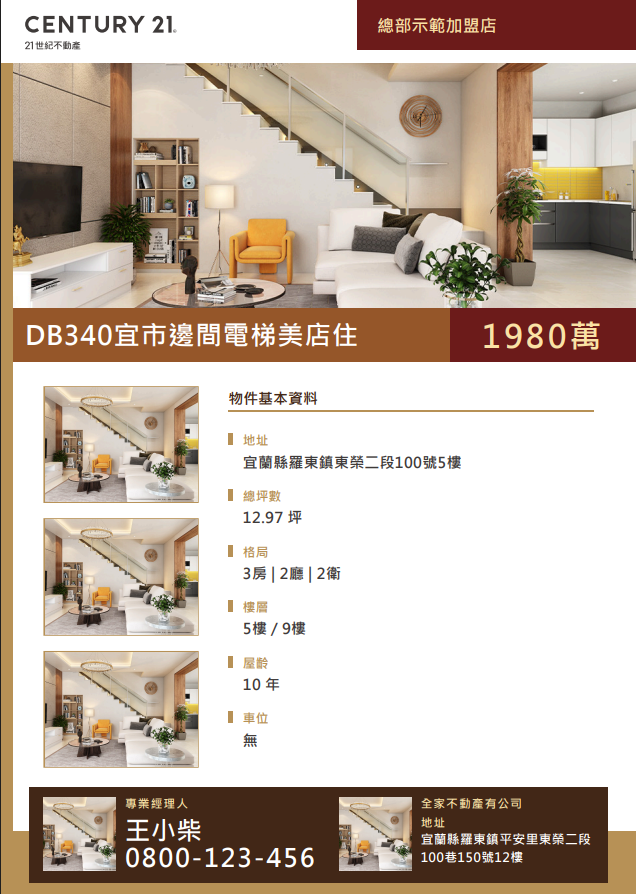 CENTURY 21
21世紀不動產
總部示範加盟店
DB340宜市邊間電梯美店住
1980萬
物件基本資料
地址
宜蘭縣羅東鎮東榮二段100號5樓
總坪數
12.97 坪
格局
3房 | 2廳 | 2衛
樓層
5樓 / 9樓
屋齡
10 年
車位
無
專業經理人
王小柴
0800-123-456
全家不動產有公司
地址
宜蘭縣羅東鎮平安里東榮二段
100巷150號12樓